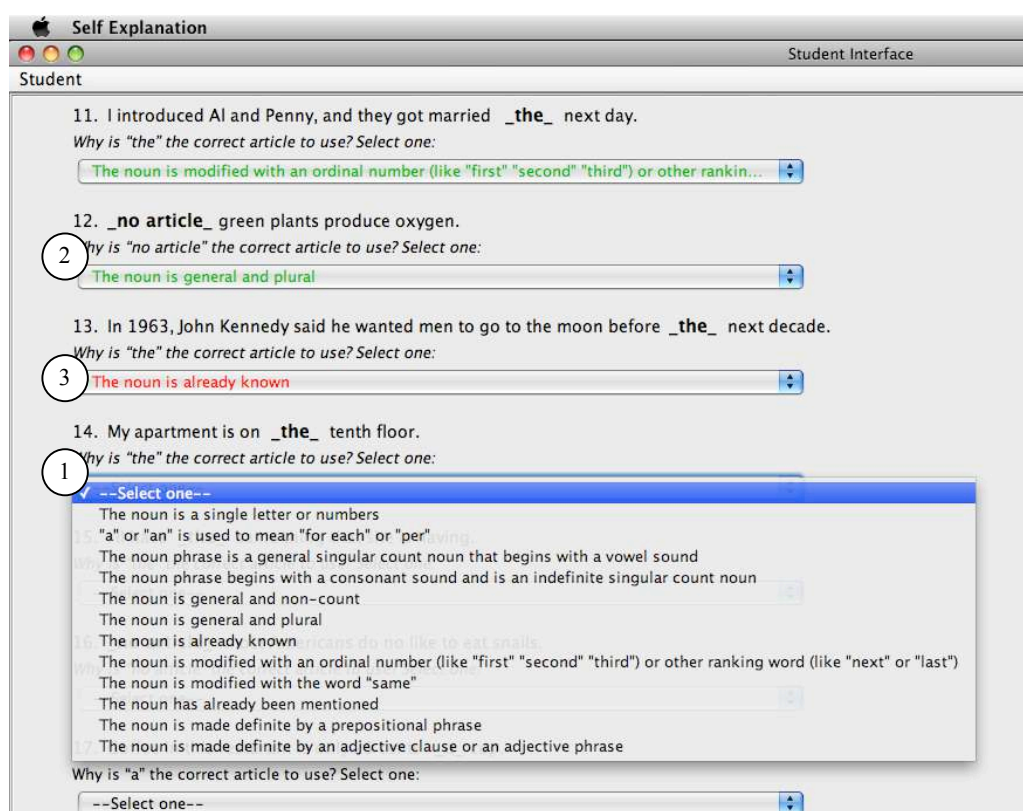 Self Explanation
Student Interface
Student
11. I introduced Al and Penny, and they got married _the_ next day.
Why is "the" the correct article to use? Select one:
The noun is modified with an ordinal number (like "first" "second" "third") or other rankin...
12. _no article_ green plants produce oxygen.
2
hy is "no article" the correct article to use? Select one:
The noun is general and plural
13. In 1963, John Kennedy said he wanted men to go to the moon before _the_ next decade.
Why is "the" the correct article to use? Select one:
3
The noun is already known
14. My apartment is on _the_ tenth floor.
1
hy is "the" the correct article to use? Select one:
✓ --Select one--
The noun is a single letter or numbers
"a" or "an" is used to mean "for each" or "per"
The noun phrase is a general singular count noun that begins with a vowel sound
The noun phrase begins with a consonant sound and is an indefinite singular count noun
The noun is general and non-count
The noun is general and plural
The noun is already known
The noun is modified with an ordinal number (like "first" "second" "third") or other ranking word (like "next" or "last")
The noun is modified with the word "same"
The noun has already been mentioned
The noun is made definite by a prepositional phrase
The noun is made definite by an adjective clause or an adjective phrase
Why is "a" the correct article to use? Select one:
--Select one--